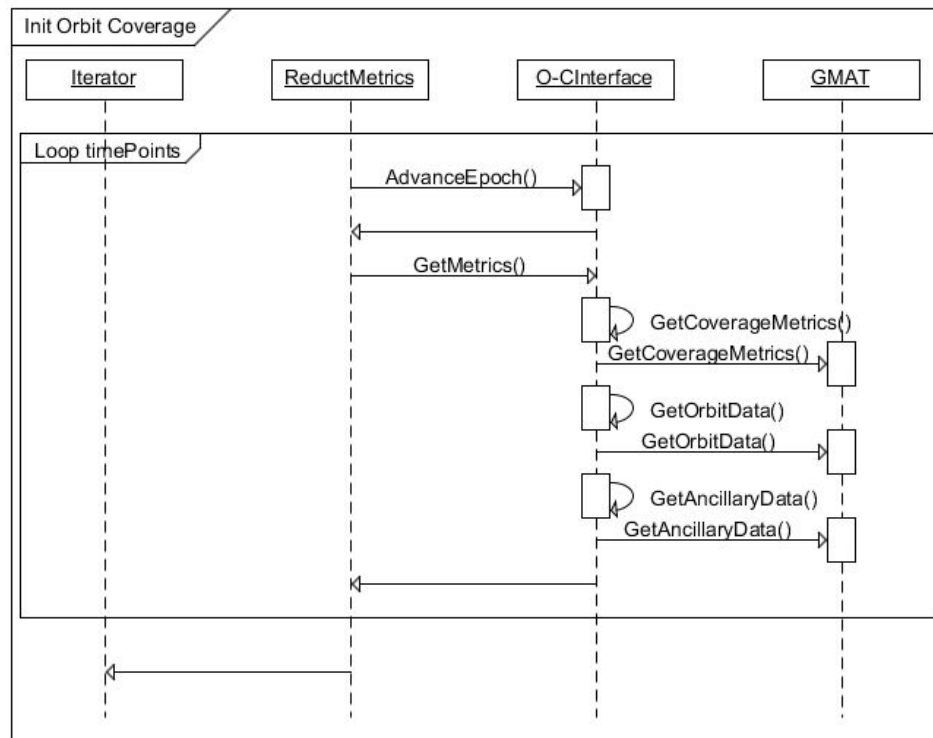 Init Orbit Coverage
Iterator
ReductMetrics
O-CInterface
GMAT
Loop timePoints
AdvanceEpoch()
GetMetrics()
GetCoverageMetrics()
GetCoverageMetrics()
GetOrbitData()
GetOrbitData()
GetAncillaryData()
GetAncillaryData()